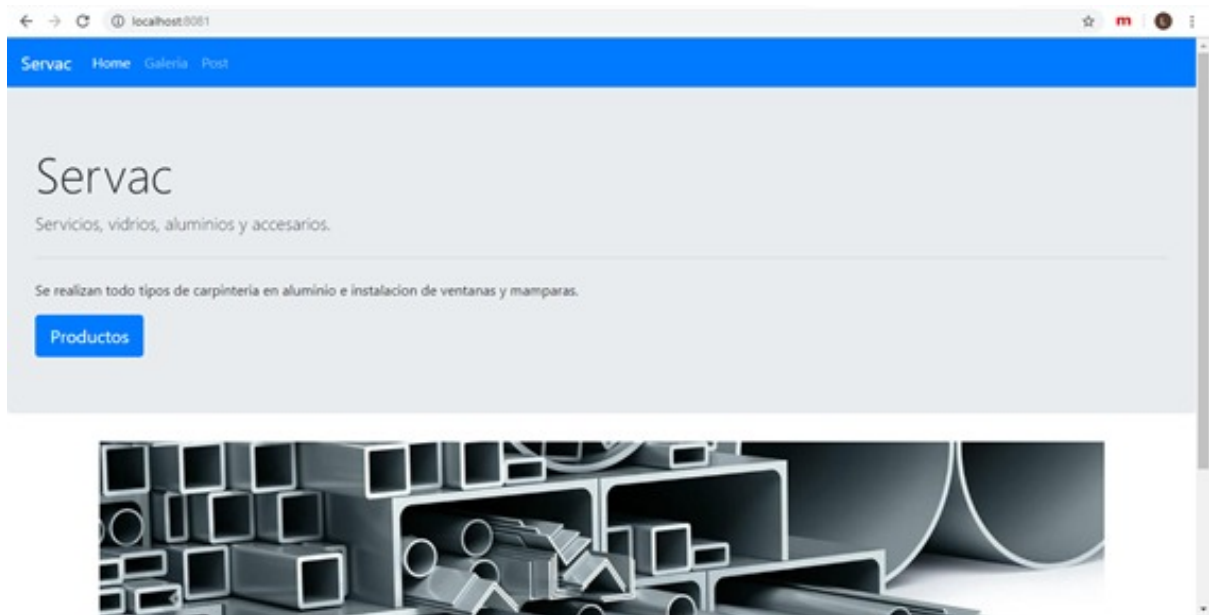 localhost:8081
m
Servac Home Galeria Post
Servac
Servicios, vidrios, aluminios y accesarios.
Se realizan todo tipos de carpinteria en aluminio e instalacion de ventanas y mamparas.
Productos